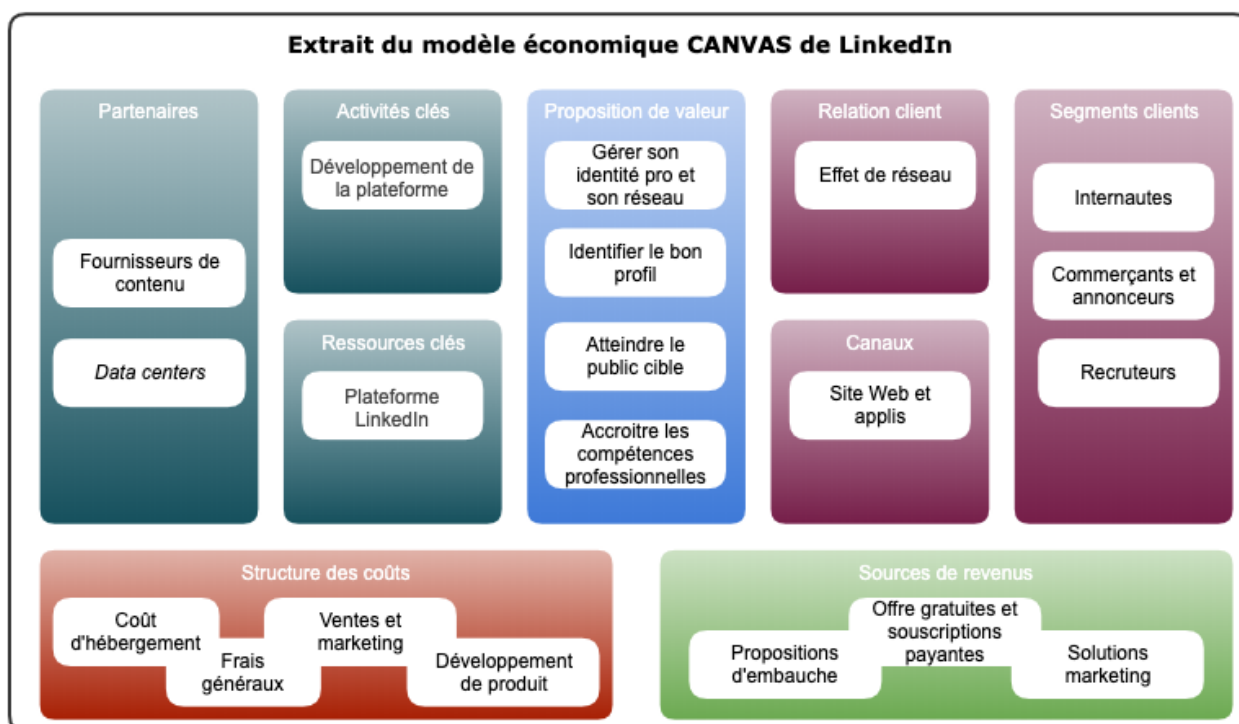 Extrait du modèle économique CANVAS de LinkedIn
Partenaires
Fournisseurs de
contenu
Data centers
Activités clés
Développement de
la plateforme
Ressources clés
Plateforme
LinkedIn
Proposition de valeur
Gérer son
identité pro et
son réseau
Identifier le bon
profil
Atteindre le
public cible
Accroitre les
compétences
professionnelles
Relation client
Effet de réseau
Canaux
Site Web et
applis
Segments clients
Internautes
Commerçants et
annonceurs
Recruteurs
Structure des coûts
Coût
d'hébergement
Frais
généraux
Ventes et
marketing
Développement
de produit
Sources de revenus
Propositions
d'embauche
Offre gratuites et
souscriptions
payantes
Solutions
marketing